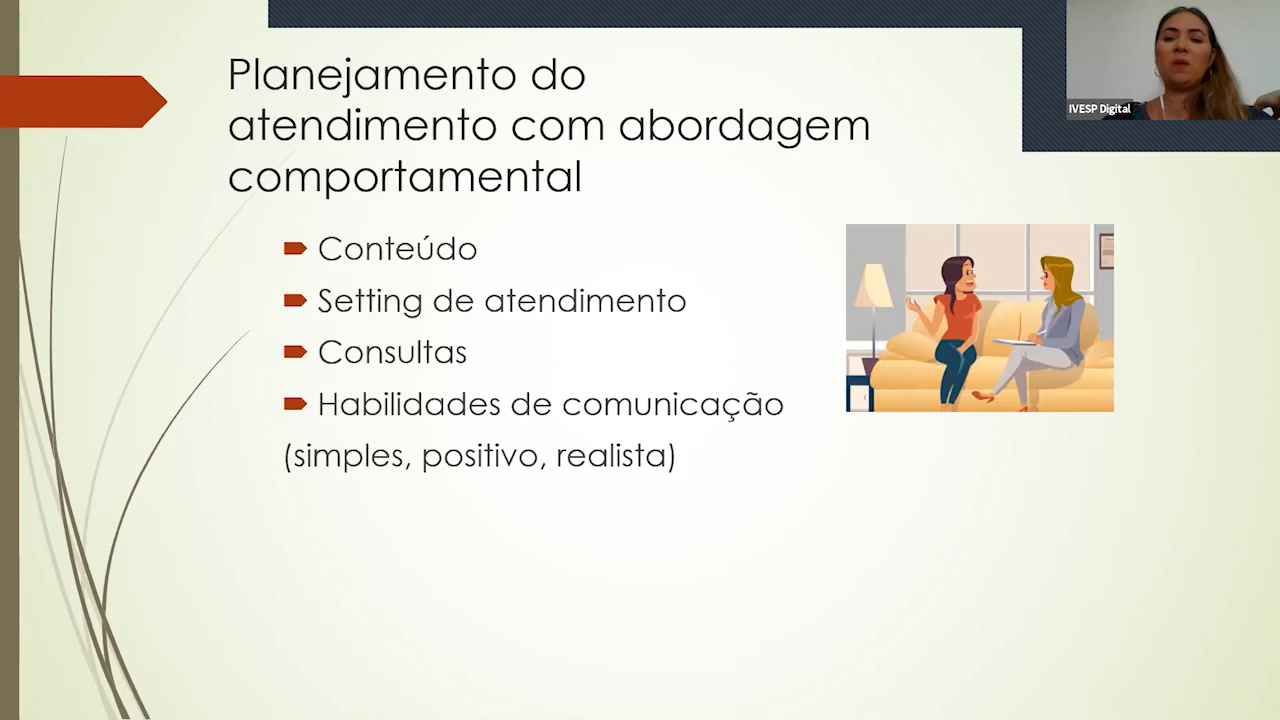 Planejamento do
atendimento com abordagem
comportamental
Conteúdo
Setting de atendimento
Consultas
Habilidades de comunicação
(simples, positivo, realista)
IVESP Digital